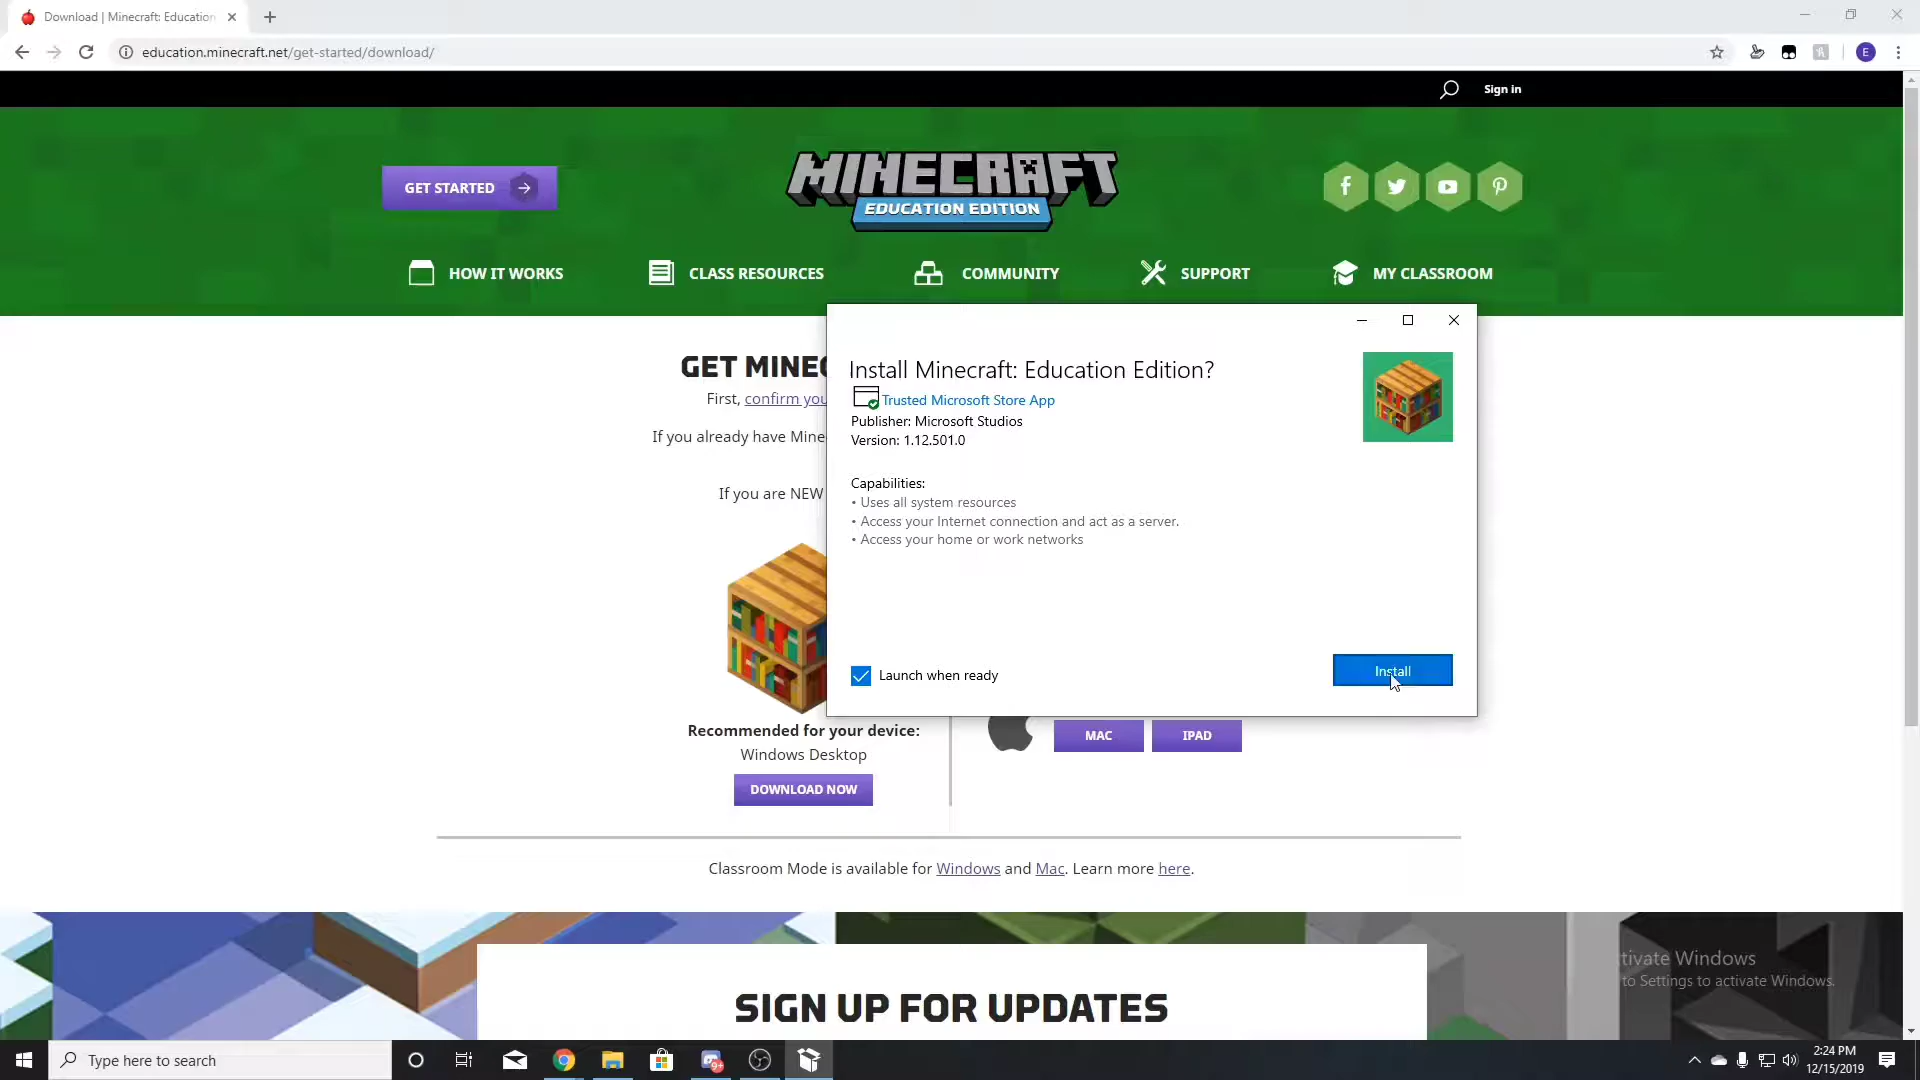 Download | Minecraft: Education
education.minecraft.net/get-started/download/
E
Sign in
GET STARTED
MINECRAFT
EDUCATION EDITION
HOW IT WORKS
CLASS RESOURCES
COMMUNITY
SUPPORT
MY CLASSROOM
GET MINEC
First, confirm you
If you already have Mine
If you are NEW
Install Minecraft: Education Edition?
Trusted Microsoft Store App
Publisher: Microsoft Studios
Version: 1.12.501.0
Capabilities:
• Uses all system resources
• Access your Internet connection and act as a server.
• Access your home or work networks
Launch when ready
Install
Recommended for your device:
Windows Desktop
DOWNLOAD NOW
MAC
IPAD
Classroom Mode is available for Windows and Mac. Learn more here.
SIGN UP FOR UPDATES
tivate Windows
to Settings to activate Windows.
Type here to search
9+
2:24 PM
12/15/2019